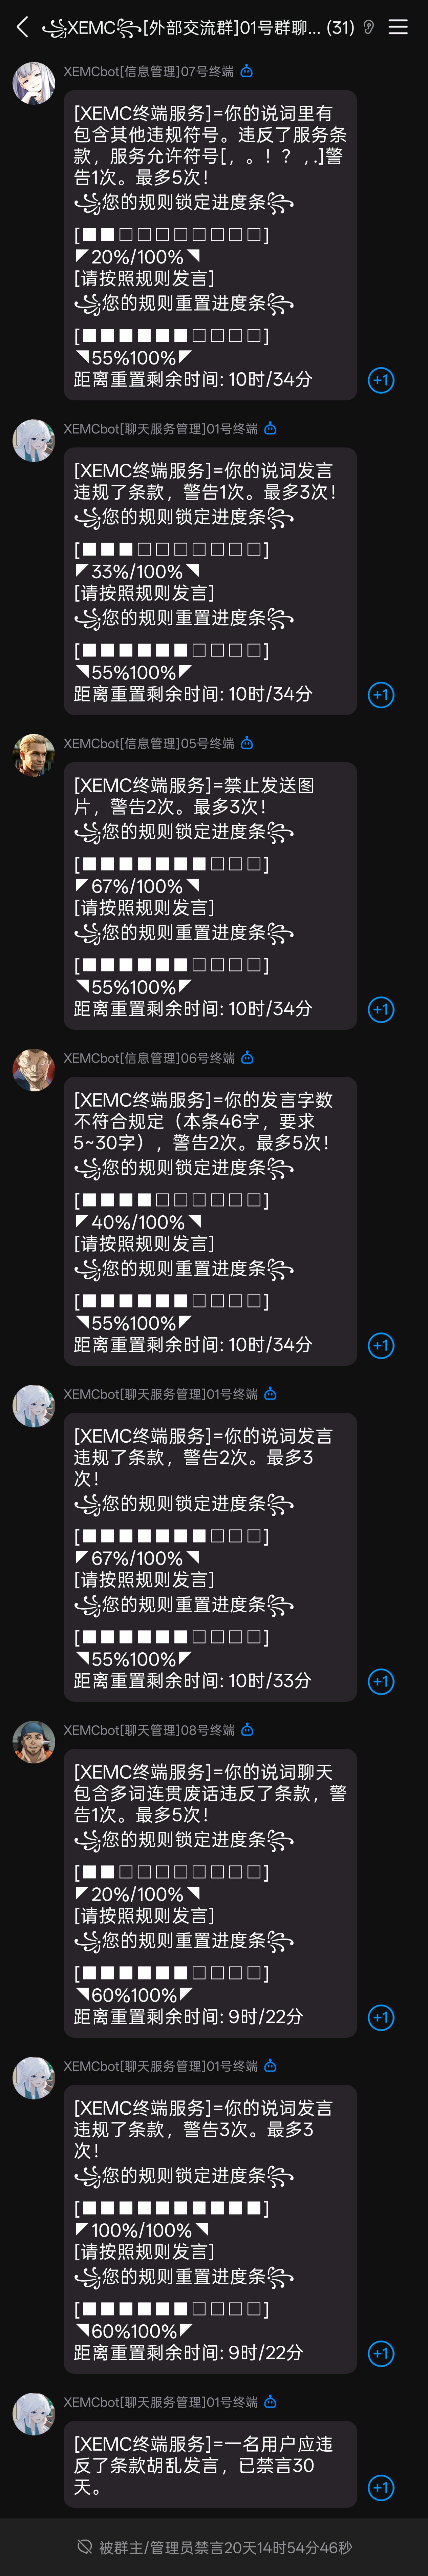 ꧁XEMC꧂[外部交流群]01号群聊... (31)
XEMCbot[信息管理]07号终端
[XEMC终端服务]=你的说词里有
包含其他违规符号。违反了服务条
款，服务允许符号[，。！？ , .]警
告1次。最多5次！
꧁您的规则锁定进度条꧂
[■■□□□□□□□□]
◤20%/100%◥
[请按照规则发言]
꧁您的规则重置进度条꧂
[■■■■■■□□□□]
◥55%100%◤
距离重置剩余时间: 10时/34分
+1
XEMCbot[聊天服务管理]01号终端
[XEMC终端服务]=你的说词发言
违规了条款，警告1次。最多3次！
꧁您的规则锁定进度条꧂
[■■■□□□□□□□]
◤33%/100%◥
[请按照规则发言]
꧁您的规则重置进度条꧂
[■■■■■■□□□□]
◥55%100%◤
距离重置剩余时间: 10时/34分
+1
XEMCbot[信息管理]05号终端
[XEMC终端服务]=禁止发送图
片，警告2次。最多3次！
꧁您的规则锁定进度条꧂
[■■■■■■■□□□]
◤67%/100%◥
[请按照规则发言]
꧁您的规则重置进度条꧂
[■■■■■■□□□□]
◥55%100%◤
距离重置剩余时间: 10时/34分
+1
XEMCbot[信息管理]06号终端
[XEMC终端服务]=你的发言字数
不符合规定（本条46字，要求
5~30字），警告2次。最多5次！
꧁您的规则锁定进度条꧂
[■■■■□□□□□□]
◤40%/100%◥
[请按照规则发言]
꧁您的规则重置进度条꧂
[■■■■■■□□□□]
◥55%100%◤
距离重置剩余时间: 10时/34分
+1
XEMCbot[聊天服务管理]01号终端
[XEMC终端服务]=你的说词发言
违规了条款，警告2次。最多3
次！
꧁您的规则锁定进度条꧂
[■■■■■■■□□□]
◤67%/100%◥
[请按照规则发言]
꧁您的规则重置进度条꧂
[■■■■■■□□□□]
◥55%100%◤
距离重置剩余时间: 10时/33分
+1
XEMCbot[聊天管理]08号终端
[XEMC终端服务]=你的说词聊天
包含多词连贯废话违反了条款，警
告1次。最多5次！
꧁您的规则锁定进度条꧂
[■■□□□□□□□□]
◤20%/100%◥
[请按照规则发言]
꧁您的规则重置进度条꧂
[■■■■■■□□□□]
◥60%100%◤
距离重置剩余时间: 9时/22分
+1
XEMCbot[聊天服务管理]01号终端
[XEMC终端服务]=你的说词发言
违规了条款，警告3次。最多3
次！
꧁您的规则锁定进度条꧂
[■■■■■■■■■■]
◤100%/100%◥
[请按照规则发言]
꧁您的规则重置进度条꧂
[■■■■■■□□□□]
◥60%100%◤
距离重置剩余时间: 9时/22分
+1
XEMCbot[聊天服务管理]01号终端
[XEMC终端服务]=一名用户应违
反了条款胡乱发言，已禁言30
天。
+1
被群主/管理员禁言20天14时54分46秒